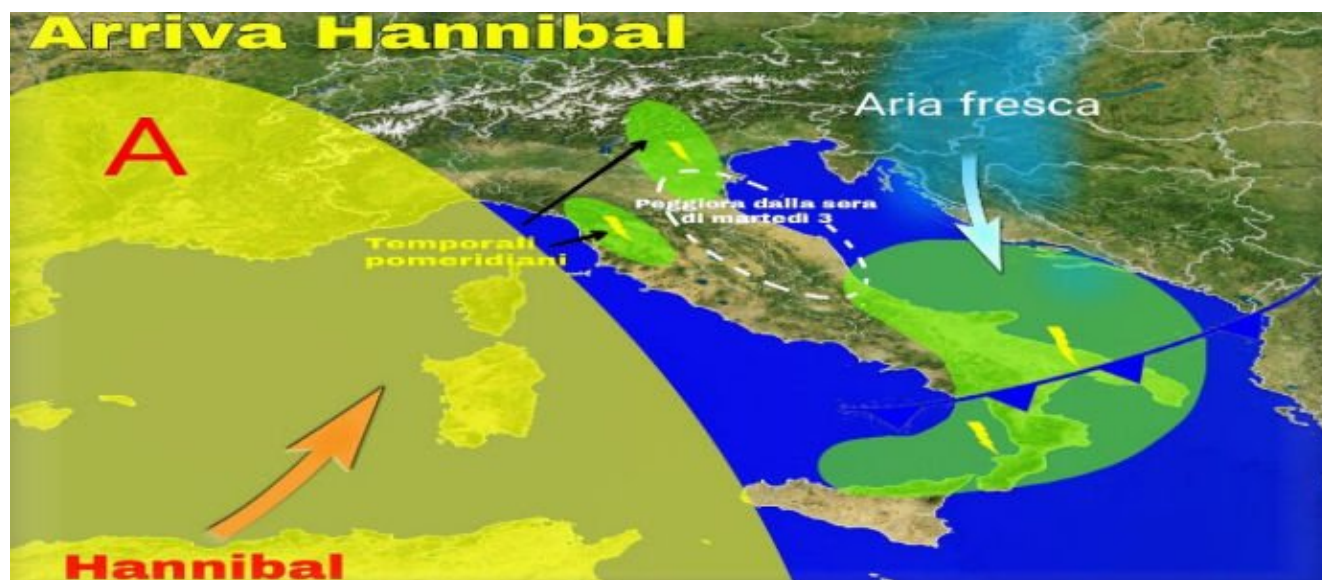 Arriva Hannibal
A
Aria fresca
Peggiora dalla sera
di martedì 3
Temporali
pomeridiani
Hannibal